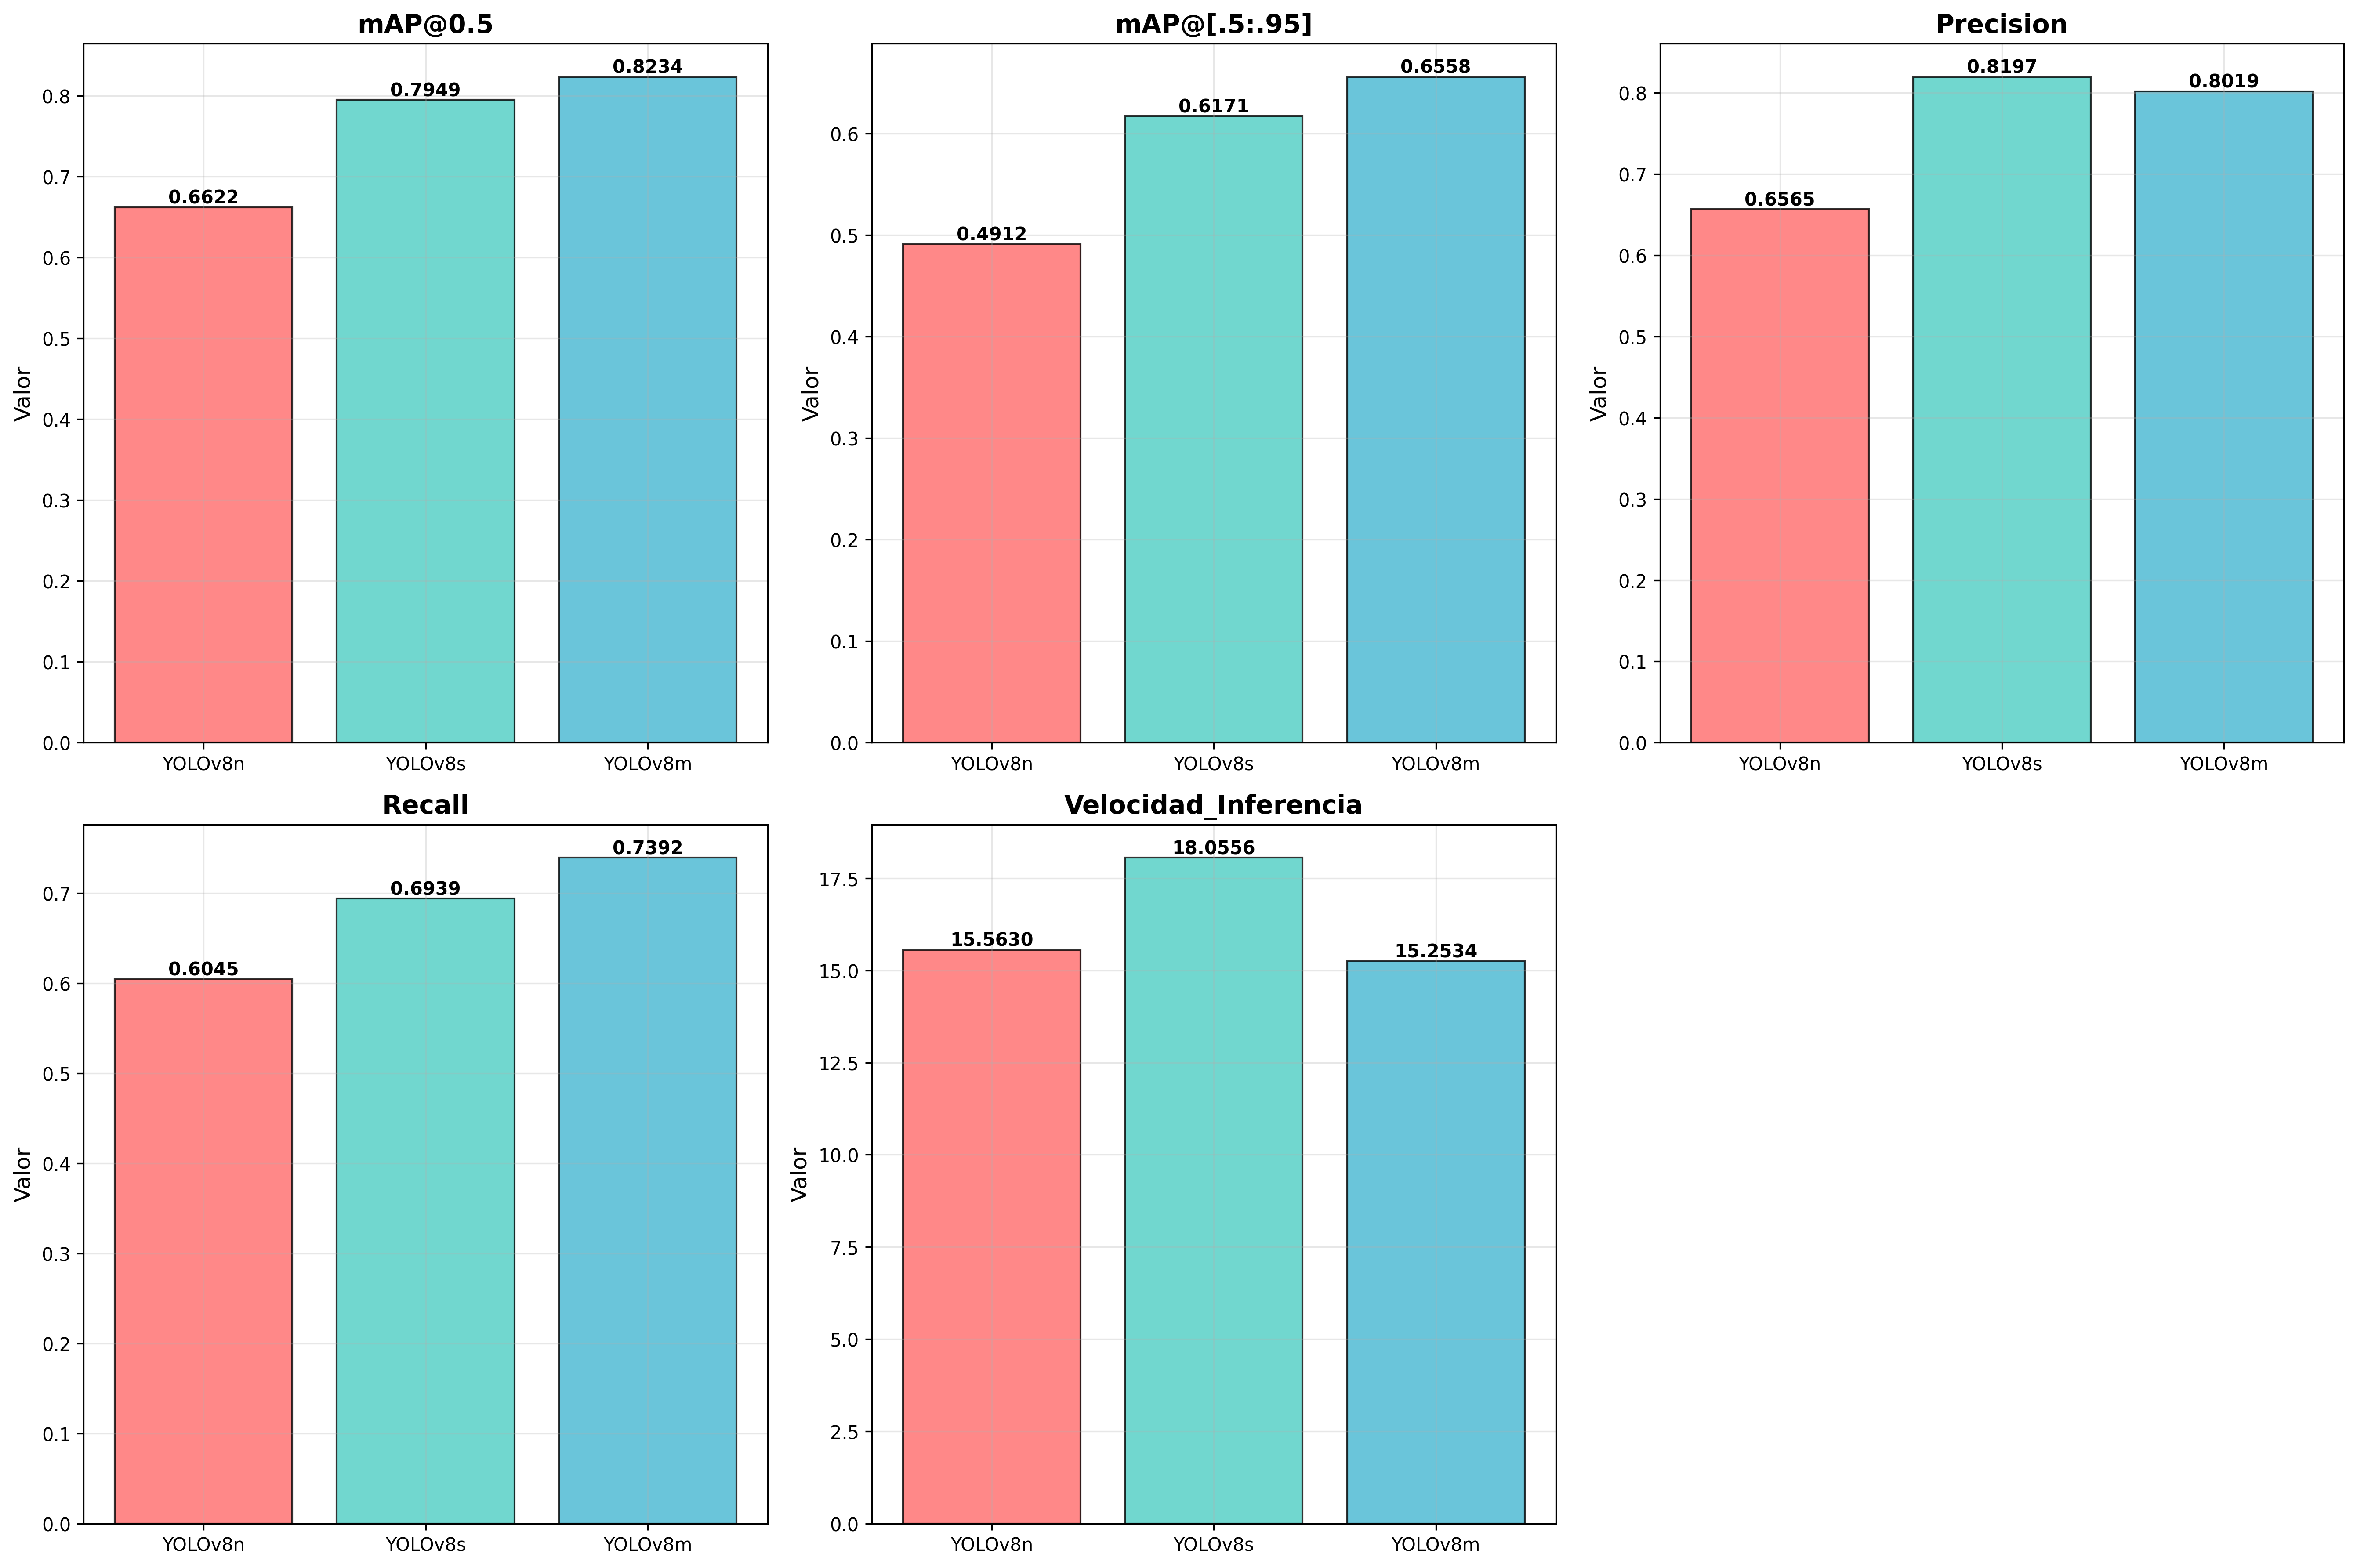 mAP@0.5
Valor
0.8
0.7
0.6
0.5
0.4
0.3
0.2
0.1
0.0
0.6622
0.7949
0.8234
YOLOv8n
YOLOv8s
YOLOv8m
mAP@[.5:.95]
Valor
0.6
0.5
0.4
0.3
0.2
0.1
0.0
0.4912
0.6171
0.6558
YOLOv8n
YOLOv8s
YOLOv8m
Precision
Valor
0.8
0.7
0.6
0.5
0.4
0.3
0.2
0.1
0.0
0.6565
0.8197
0.8019
YOLOv8n
YOLOv8s
YOLOv8m
Recall
Valor
0.7
0.6
0.5
0.4
0.3
0.2
0.1
0.0
0.6045
0.6939
0.7392
YOLOv8n
YOLOv8s
YOLOv8m
Velocidad_Inferencia
Valor
17.5
15.0
12.5
10.0
7.5
5.0
2.5
0.0
15.5630
18.0556
15.2534
YOLOv8n
YOLOv8s
YOLOv8m